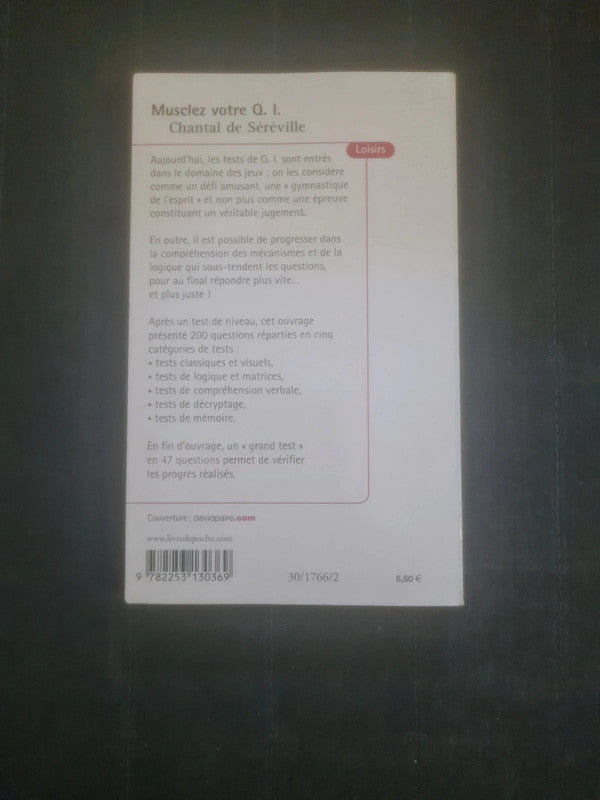 Musclez votre Q. I.
Chantal de Séréville
Loisirs
Aujourd'hui, les tests de Q. I. sont entrés
dans le domaine des jeux ; on les considère
comme un défi amusant, une « gymnastique
de l'esprit » et non plus comme une épreuve
constituant un véritable jugement.
En outre, il est possible de progresser dans
la compréhension des mécanismes et de la
logique qui sous-tendent les questions,
pour au final répondre plus vite...
et plus juste !
Après un test de niveau, cet ouvrage
présenté 200 questions réparties en cinq
catégories de tests :
• tests classiques et visuels,
• tests de logique et matrices,
• tests de compréhension verbale,
• tests de décryptage,
• tests de mémoire.
En fin d'ouvrage, un « grand test »
en 47 questions permet de vérifier
les progrès réalisés.
Couverture : davidpaire.com
www.livredepoche.com
9 782253 130369
30/1766/2
5,50 €